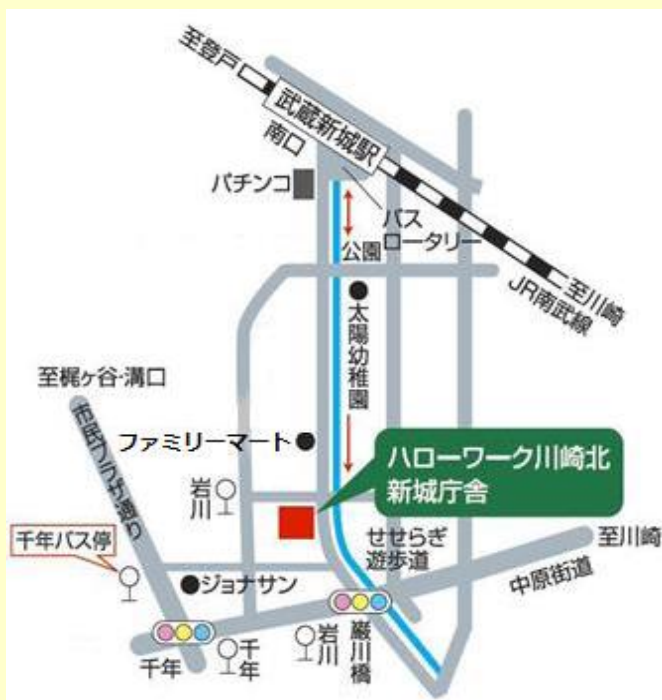 至登戸
武蔵新城駅
南口
パチンコ
バス
ロータリー
公園
至川崎
JR南武線
太陽幼稚園
至梶ヶ谷・溝口
市民プラザ通り
ファミリーマート
ハローワーク川崎北
新城庁舎
岩川
千年バス停
せせらぎ
遊歩道
至川崎
中原街道
ジョナサン
千年
千年
岩川
巌川橋